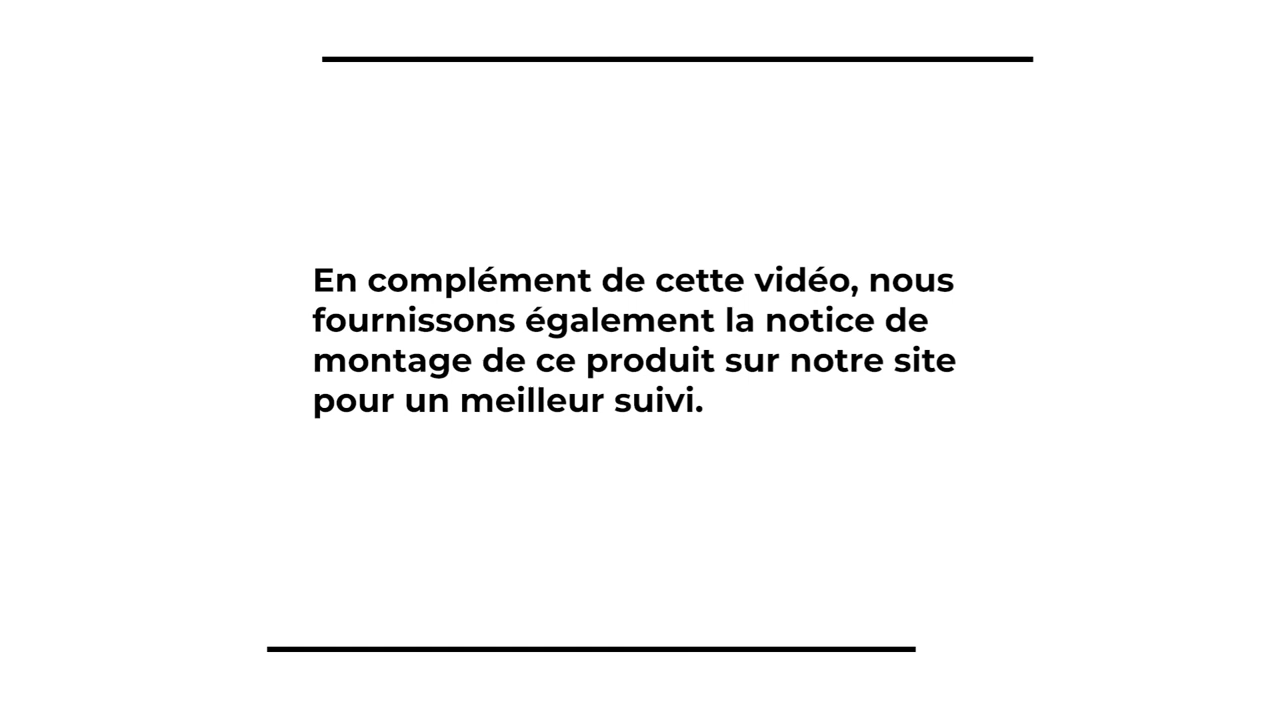 En complément de cette vidéo, nous
fournissons également la notice de
montage de ce produit sur notre site
pour un meilleur suivi.